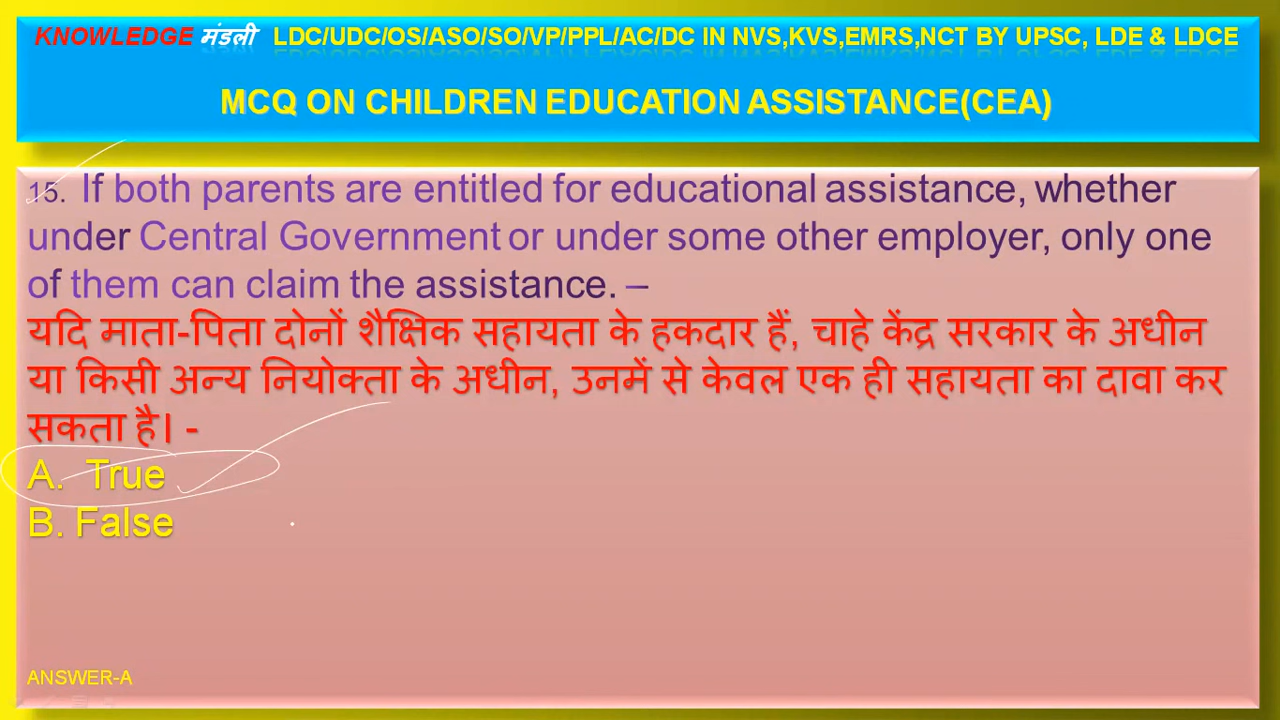 KNOWLEDGE मंडली LDC/UDC/OS/ASO/SO/VP/PPL/AC/DC IN NVS,KVS,EMRS,NCT BY UPSC, LDE & LDCE
MCQ ON CHILDREN EDUCATION ASSISTANCE(CEA)
15. If both parents are entitled for educational assistance, whether
under Central Government or under some other employer, only one
of them can claim the assistance. –
यदि माता-पिता दोनों शैक्षिक सहायता के हकदार हैं, चाहे केंद्र सरकार के अधीन
या किसी अन्य नियोक्ता के अधीन, उनमें से केवल एक ही सहायता का दावा कर
सकता है। -
A. True
B. False
ANSWER-A